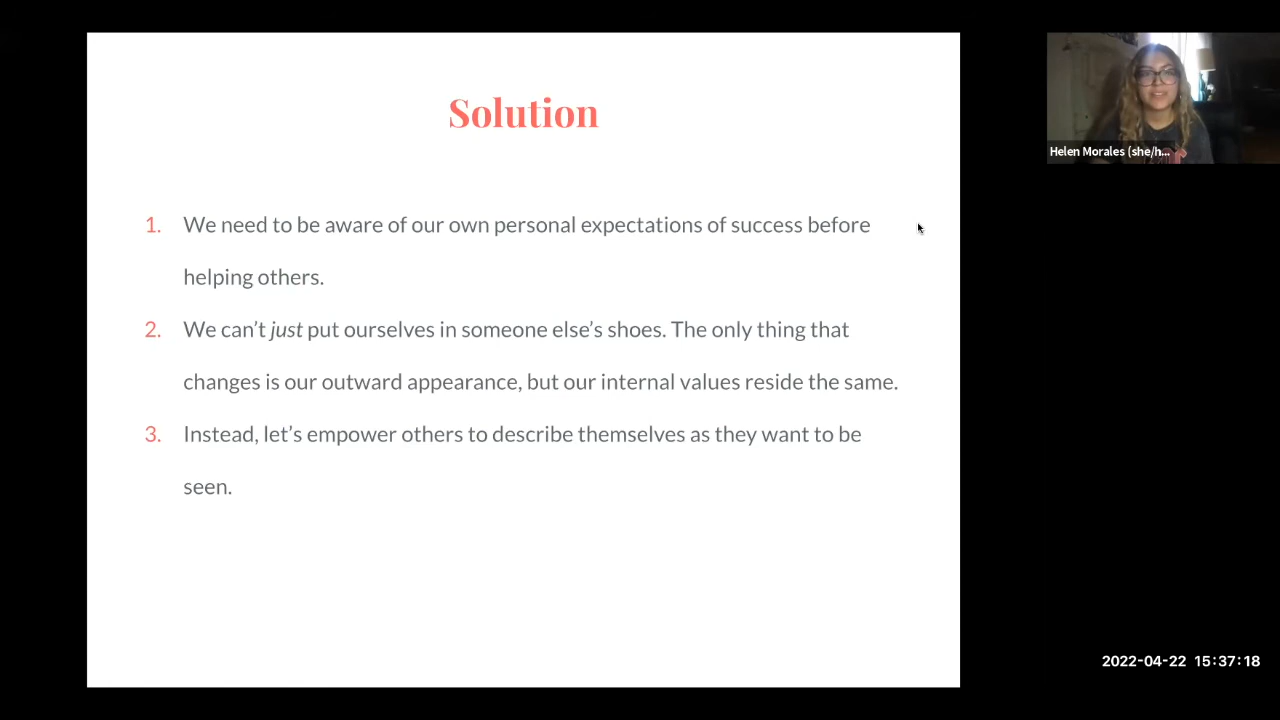 Solution
1. We need to be aware of our own personal expectations of success before
helping others.
2. We can’t just put ourselves in someone else’s shoes. The only thing that
changes is our outward appearance, but our internal values reside the same.
3. Instead, let’s empower others to describe themselves as they want to be
seen.
Helen Morales (she/h...
2022-04-22 15:37:18